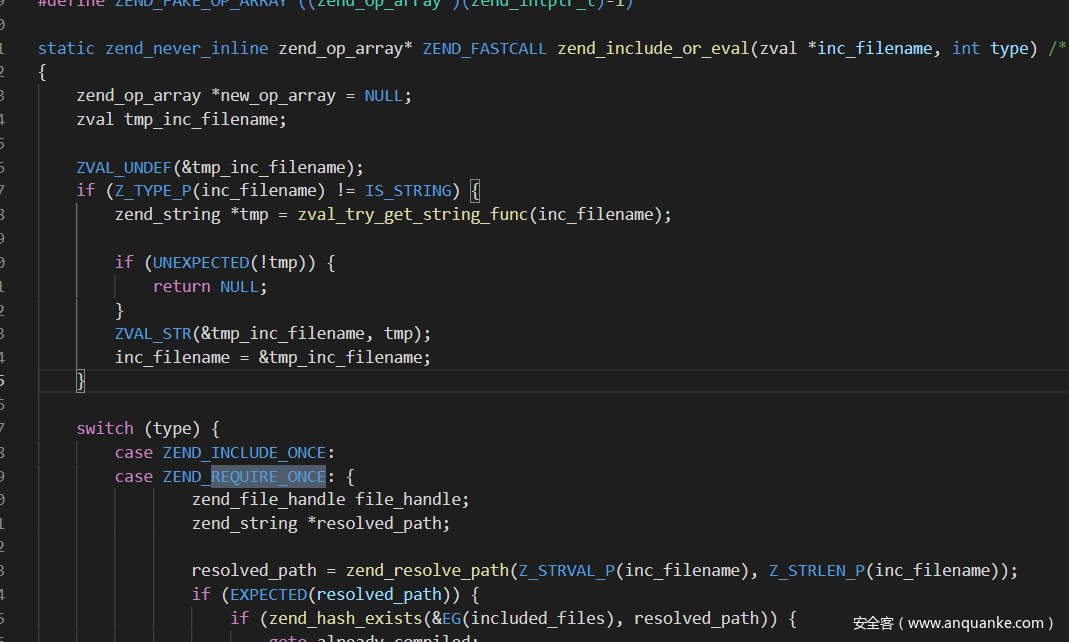 #define ZEND_FAKE_OP_ARRAY ((zend_op_array*)(zend_intptr_t)-1)
static zend_never_inline zend_op_array* ZEND_FASTCALL zend_include_or_eval(zval *inc_filename, int type) /*
{
zend_op_array *new_op_array = NULL;
zval tmp_inc_filename;
ZVAL_UNDEF(&tmp_inc_filename);
if (Z_TYPE_P(inc_filename) != IS_STRING) {
zend_string *tmp = zval_try_get_string_func(inc_filename);
if (UNEXPECTED(!tmp)) {
return NULL;
}
ZVAL_STR(&tmp_inc_filename, tmp);
inc_filename = &tmp_inc_filename;
}
switch (type) {
case ZEND_INCLUDE_ONCE:
case ZEND_REQUIRE_ONCE: {
zend_file_handle file_handle;
zend_string *resolved_path;
resolved_path = zend_resolve_path(Z_STRVAL_P(inc_filename), Z_STRLEN_P(inc_filename));
if (EXPECTED(resolved_path)) {
if (zend_hash_exists(&EG(included_files), resolved_path)) {
goto already_compiled;
安全客（www.anquanke.com）